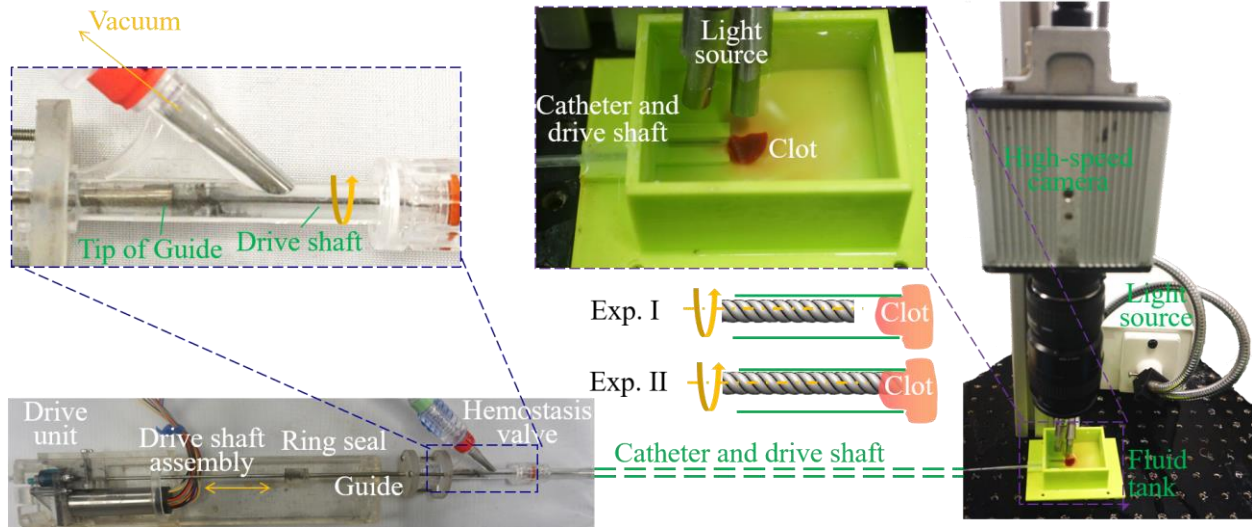 Vacuum
Tip of Guide
Drive shaft
Light
source
Catheter and
drive shaft
Clot
High-speed
camera
Light
source
Exp. I
Clot
Exp. II
Clot
Drive
unit
Drive shaft
assembly
Ring seal
Guide
Hemostasis
valve
Catheter and drive shaft
Fluid
tank